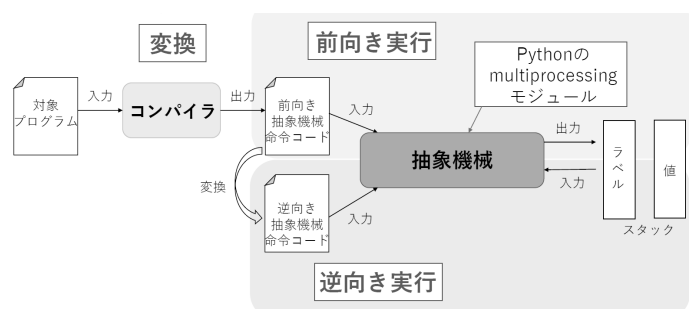 変換
前向き実行
Pythonの
multiprocessing
モジュール
対象
プログラム
入力
コンパイラ
出力
前向き
抽象機械
命令コード
入力
抽象機械
出力
入力
ラベル
値
スタック
変換
逆向き
抽象機械
命令コード
入力
逆向き実行